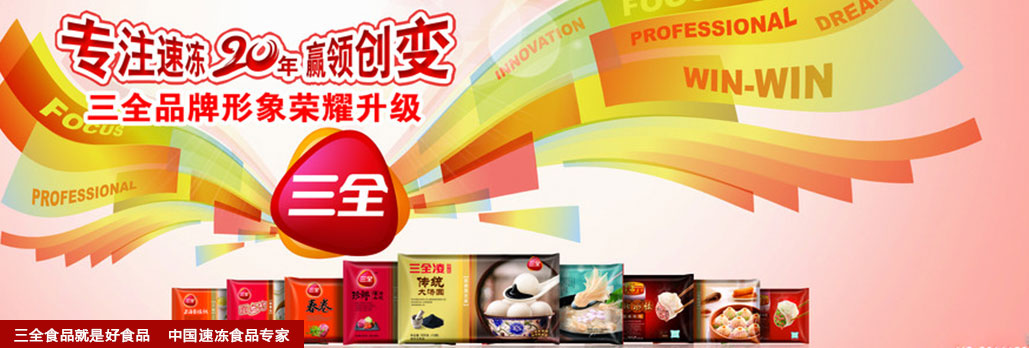 专注速冻20年 赢领创变
三全品牌形象荣耀升级
INNOVATION
FOCUS
PROFESSIONAL
DREAM
WIN-WIN
FOCUS
PROFESSIONAL
三全
三全凌
传统
大汤圆
春卷
三全食品就是好食品 中国速冻食品专家